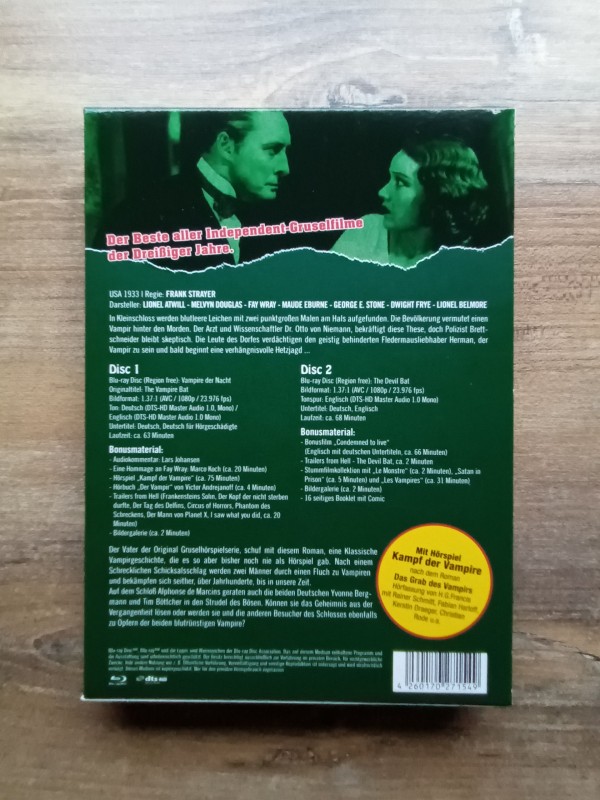 Der Beste aller Independent-Gruselfilme
der Dreißiger Jahre.
USA 1933 | Regie: FRANK STRAYER
Darsteller: LIONEL ATWILL - MELVYN DOUGLAS - FAY WRAY - MAUDE EBURNE - GEORGE E. STONE - DWIGHT FRYE - LIONEL BELMORE
In Kleinschloss werden blutleere Leichen mit zwei punktgroßen Malen am Hals aufgefunden. Die Bevölkerung vermutet einen
Vampir hinter den Morden. Der Arzt und Wissenschaftler Dr. Otto von Niemann, bekräftigt diese These, doch Polizist Brett-
schneider bleibt skeptisch. Die Leute des Dorfes verdächtigen den geistig behinderten Fledermausliebhaber Herman, der
Vampir zu sein und bald beginnt eine verhängnisvolle Hetzjagd ...
Disc 1
Blu-ray Disc (Region free): Vampire der Nacht
Originaltitel: The Vampire Bat
Bildformat: 1.37:1 (AVC / 1080p / 23.976 fps)
Ton: Deutsch (DTS-HD Master Audio 1.0, Mono) /
Englisch (DTS-HD Master Audio 1.0 Mono)
Untertitel: Deutsch, Deutsch für Hörgeschädigte
Laufzeit: ca. 63 Minuten
Bonusmaterial:
- Audiokommentar: Lars Johansen
- Eine Hommage an Fay Wray: Marco Koch (ca. 20 Minuten)
- Hörspiel „Kampf der Vampire" (ca. 75 Minuten)
- Hörbuch „Der Vampir" von Victor Andrejanoff (ca. 4 Minuten)
- Trailers from Hell (Frankensteins Sohn, Der Kopf der nicht sterben
durfte, Der Tag des Delfins, Circus of Horrors, Phantom des
Schreckens, Der Mann von Planet X, I saw what you did, ca. 20
Minuten)
- Bildergalerie (ca. 2 Minuten)
Disc 2
Blu-ray Disc (Region free): The Devil Bat
Bildformat: 1.37:1 (AVC / 1080p / 23.976 fps)
Tonspur: Englisch (DTS-HD Master Audio 1.0 Mono)
Untertitel: Deutsch, Englisch
Laufzeit: ca. 68 Minuten
Bonusmaterial:
- Bonusfilm „Condemned to live"
(Englisch mit deutschen Untertiteln, ca. 66 Minuten)
- Trailers from Hell - The Devil Bat, ca. 2 Minuten
- Stummfilmkollektion mit „Le Monstre" (ca. 2 Minuten), „Satan in
Prison" (ca. 5 Minuten) und „Les Vampires" (ca. 31 Minuten)
- Bildergalerie (ca. 2 Minuten)
- 16 seitiges Booklet mit Comic
Der Vater der Original Gruselhörspielserie, schuf mit diesem Roman, eine Klassische
Vampirgeschichte, die es so aber bisher noch nie als Hörspiel gab. Nach einem
Schrecklichen Schicksalsschlag werden zwei Männer durch einen Fluch zu Vampiren
und bekämpfen sich seither, über Jahrhunderte, bis in unsere Zeit.
Auf dem Schloß Alphonse de Marcins geraten auch die beiden Deutschen Yvonne Berg-
mann und Tim Böttcher in den Strudel des Bösen. Können sie das Geheimnis aus der
Vergangenheit lösen oder werden sie und die anderen Besucher des Schlosses ebenfalls
zu Opfern der beiden blutrünstigen Vampire?
Mit Hörspiel
Kampf der Vampire
nach dem Roman
Das Grab des Vampirs
Hörfassung von H.G. Francis
mit Rainer Schmitt, Fabian Harloff,
Kerstin Draeger, Christian
Rode u.a.
Blu-ray Disc
dts-HD
4 260170 271549